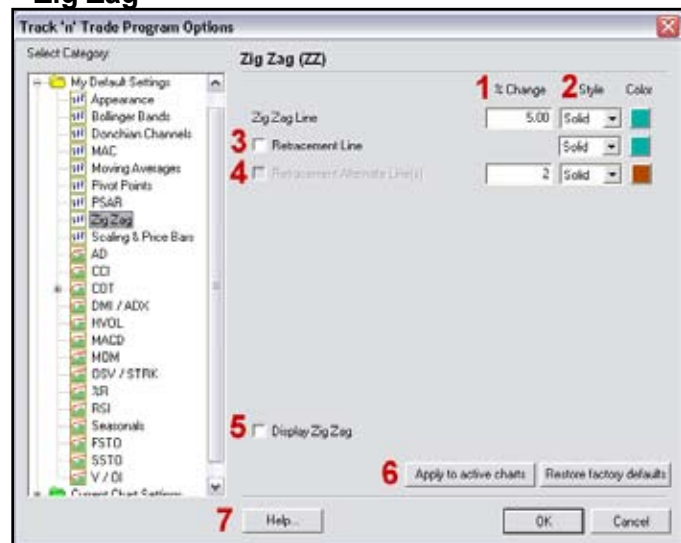 Zig Zag
Track 'n' Trade Program Options
Select Category:
My Default Settings
Appearance
Bollinger Bands
Donchian Channels
MAC
Moving Averages
Pivot Points
PSAR
Zig Zag
Scaling & Price Bars
AD
CCI
COT
DMI / ADX
HVOL
MACD
MOM
OSV / STRK
%R
RSI
Seasonals
FSTO
SSTO
V / OI
Current Chart Settings
Zig Zag (ZZ)
1 % Change 2 Style Color
Zig Zag Line 5.00 Solid
3 Retracement Line Solid
4 Retracement Alternate Line(s) 2 Solid
5 Display Zig Zag
6 Apply to active charts Restore factory defaults
7 Help... OK Cancel